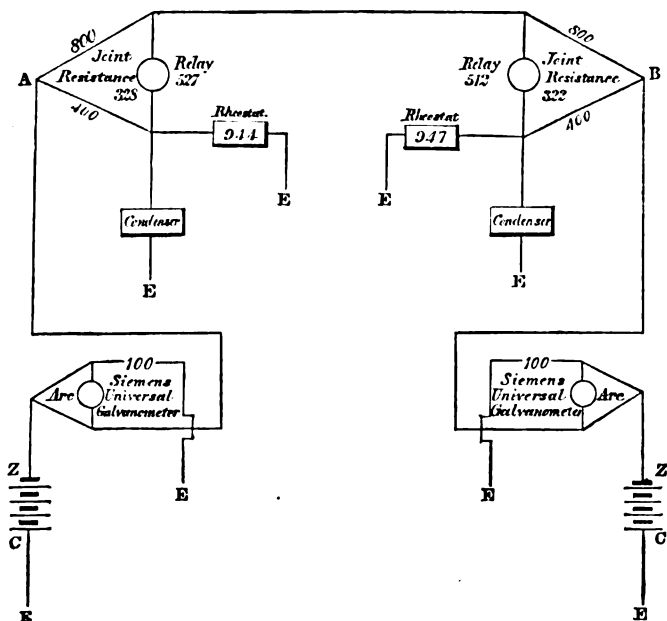 800
Joint
Resistance
328
400
A
Relay
527
Rheostat.
944
E
Condenser
E
Relay
512
Joint
Resistance
322
800
400
B
Rheostat
947
E
Condenser
E
100
Siemens
Universal
Galvanometer
Arc
E
Z
C
E
100
Siemens
Universal
Galvanometer
Arc
E
Z
C
E